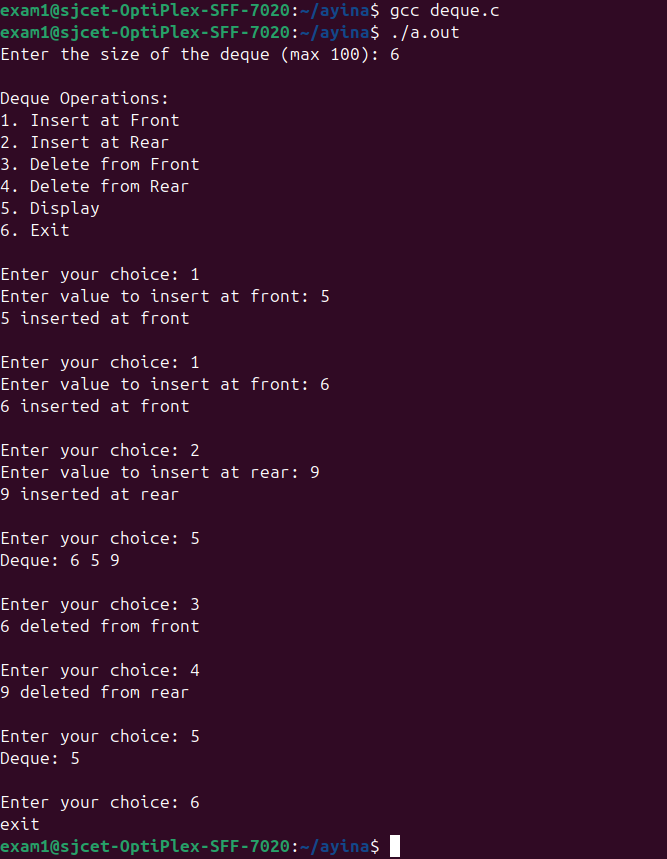 exam1@sjcet-OptiPlex-SFF-7020:~/ayina$ gcc deque.c
exam1@sjcet-OptiPlex-SFF-7020:~/ayina$ ./a.out
Enter the size of the deque (max 100): 6
Deque Operations:
1. Insert at Front
2. Insert at Rear
3. Delete from Front
4. Delete from Rear
5. Display
6. Exit
Enter your choice: 1
Enter value to insert at front: 5
5 inserted at front
Enter your choice: 1
Enter value to insert at front: 6
6 inserted at front
Enter your choice: 2
Enter value to insert at rear: 9
9 inserted at rear
Enter your choice: 5
Deque: 6 5 9
Enter your choice: 3
6 deleted from front
Enter your choice: 4
9 deleted from rear
Enter your choice: 5
Deque: 5
Enter your choice: 6
exit
exam1@sjcet-OptiPlex-SFF-7020:~/ayina$